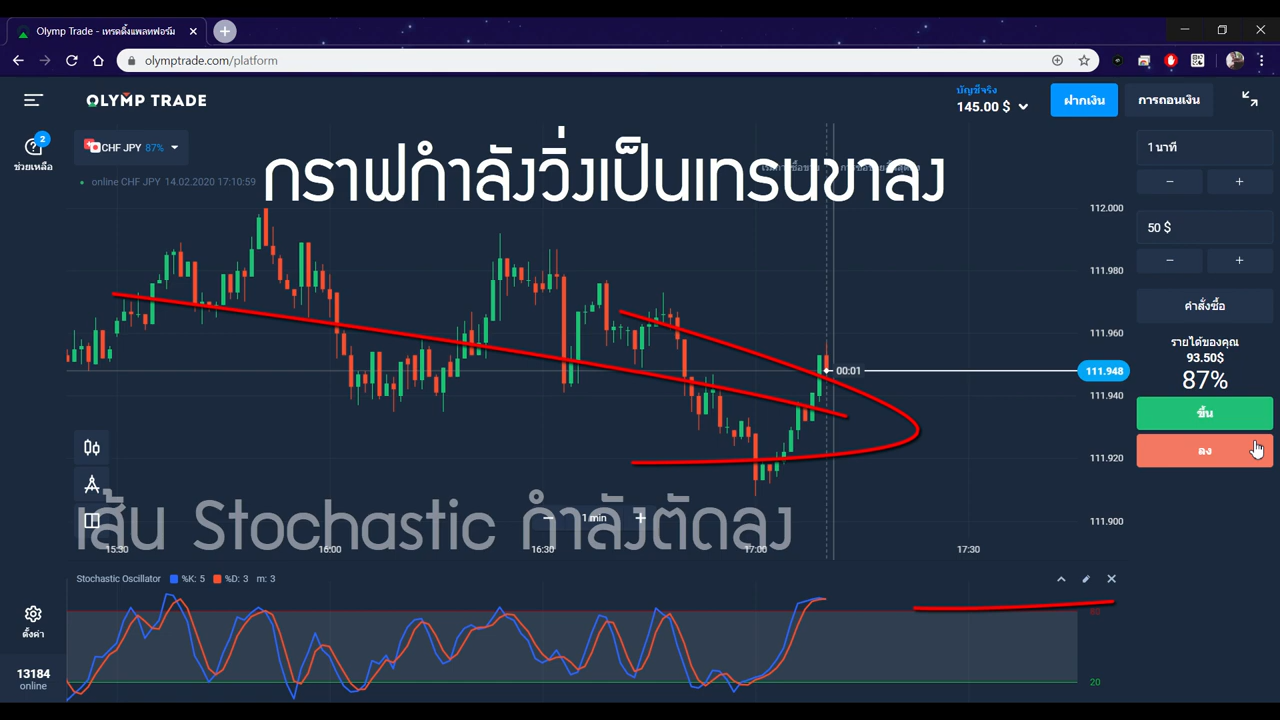 Olymp Trade - เทรดดิ้งแพลทฟอร์ม
olymptrade.com/platform
OLYMP TRADE
บัญชีจริง
145.00 $
ฝากเงิน
การถอนเงิน
2
ช่วยเหลือ
CHF JPY 87%
1 นาที
กราฟกำลังวิ่งเป็นเทรนขาลง
online CHF JPY 14.02.2020 17:10:59
112.000
50 $
111.980
คำสั่งซื้อ
111.960
รายได้ของคุณ
93.50$
00:01
111.948
87%
111.940
ขึ้น
ลง
111.920
เส้น Stochastic กำลังตัดลง
1 min
111.900
15:30
16:00
16:30
17:00
17:30
Stochastic Oscillator %K: 5 %D: 3 m: 3
80
ตั้งค่า
13184
online
20